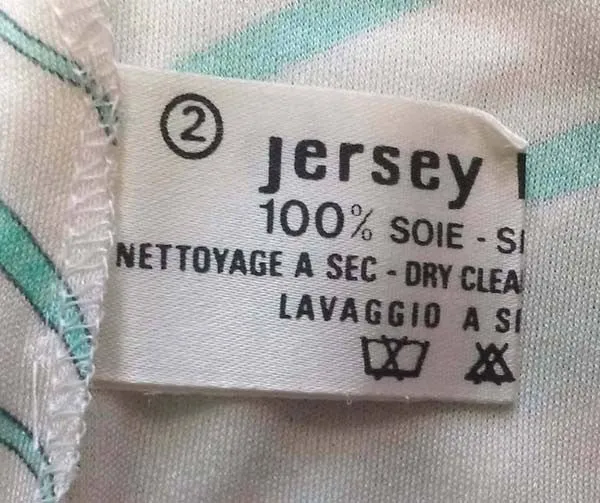 2
jersey
100% SOIE - S
NETTOYAGE A SEC - DRY CLEA
LAVAGGIO A S